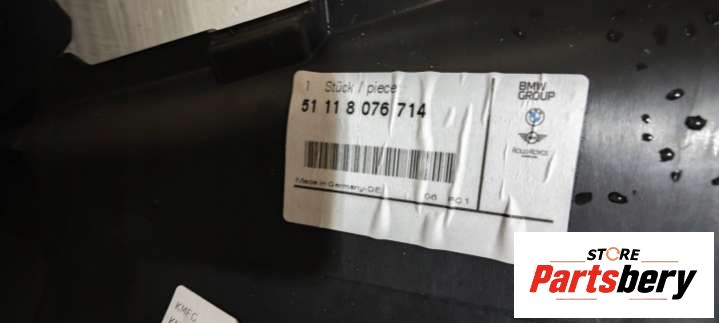 1 Stück / piece
51 11 8 076 714
BMW
GROUP
ROLLS-ROYCE
Made in Germany-DE 06 PC1
KMFG
STORE
Partsbery